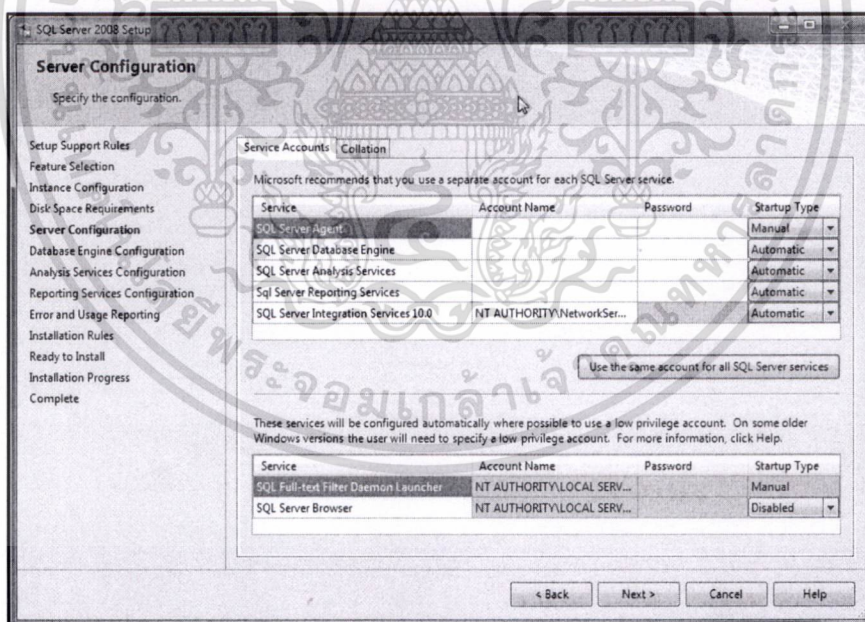 SQL Server 2008 Setup
Server Configuration
Specify the configuration.
Setup Support Rules
Feature Selection
Instance Configuration
Disk Space Requirements
Server Configuration
Database Engine Configuration
Analysis Services Configuration
Reporting Services Configuration
Error and Usage Reporting
Installation Rules
Ready to Install
Installation Progress
Complete
Service Accounts Collation
Microsoft recommends that you use a separate account for each SQL Server service.
Service Account Name Password Startup Type
SQL Server Agent Manual
SQL Server Database Engine Automatic
SQL Server Analysis Services Automatic
Sql Server Reporting Services Automatic
SQL Server Integration Services 10.0 NT AUTHORITY\NetworkSer... Automatic
Use the same account for all SQL Server services
These services will be configured automatically where possible to use a low privilege account. On some older
Windows versions the user will need to specify a low privilege account. For more information, click Help.
Service Account Name Password Startup Type
SQL Full-text Filter Daemon Launcher NT AUTHORITY\LOCAL SERV... Manual
SQL Server Browser NT AUTHORITY\LOCAL SERV... Disabled
< Back Next > Cancel Help